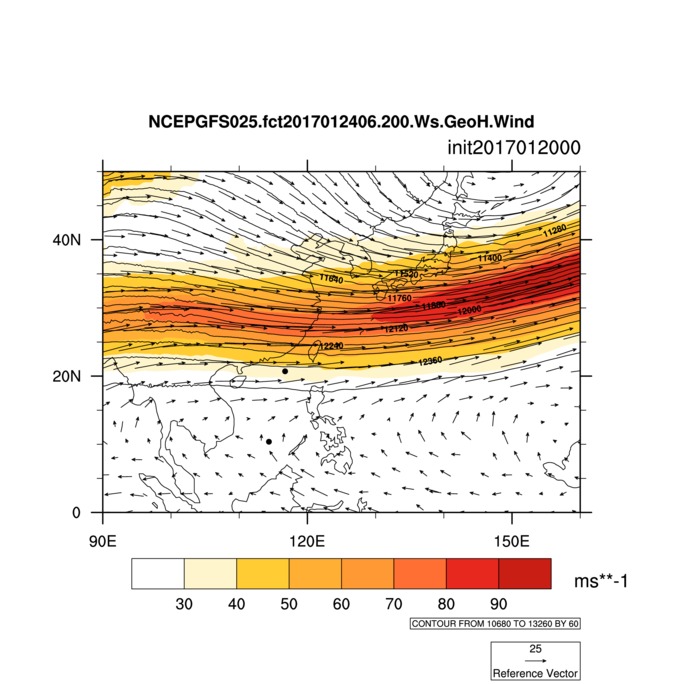 NCEPGFS025.fct2017012406.200.Ws.GeoH.Wind
init2017012000
11280
40N
11400
11520
11640
11760
11880
12000
12120
12240
12360
20N
0
90E 120E 150E
ms**-1
30 40 50 60 70 80 90
CONTOUR FROM 10680 TO 13260 BY 60
25
Reference Vector